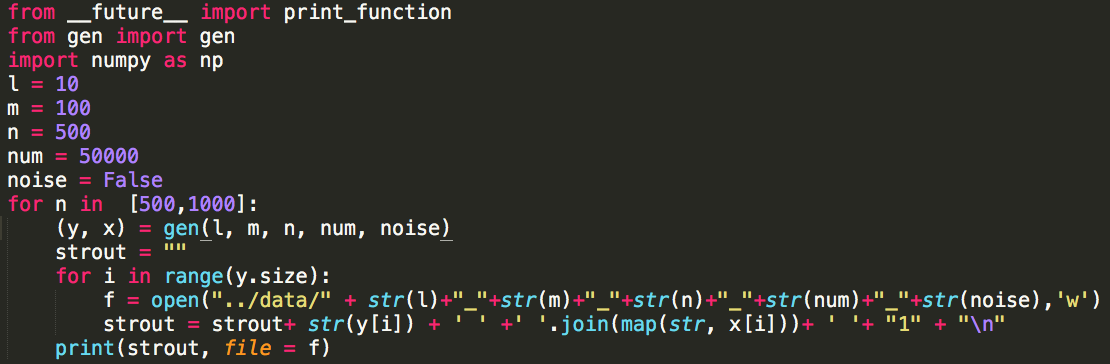 from __future__ import print_function
from gen import gen
import numpy as np
l = 10
m = 100
n = 500
num = 50000
noise = False
for n in  [500,1000]:
    (y, x) = gen(l, m, n, num, noise)
    strout = ""
    for i in range(y.size):
        f = open("../data/" + str(l)+"_"+str(m)+"_"+str(n)+"_"+str(num)+"_"+str(noise),'w')
        strout = strout+ str(y[i]) + ' ' +' '.join(map(str, x[i]))+ ' '+ "1" + "\n"
    print(strout, file = f)